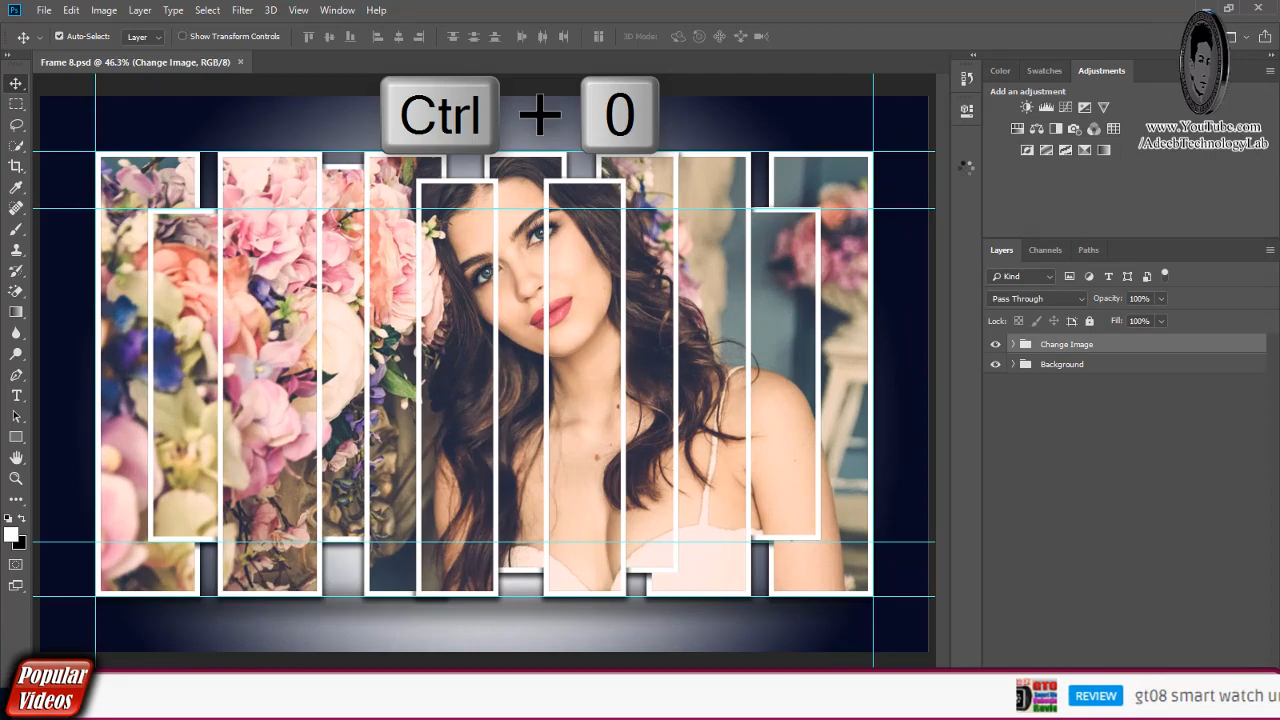 Ps File Edit Image Layer Type Select Filter 3D View Window Help
Auto-Select: Layer Show Transform Controls 3D Mode:
Frame 8.psd @ 46.3% (Change Image, RGB/8) ×
Ctrl + 0
Color Swatches Adjustments
Add an adjustment
www.YouTube.com
/AdeebTechnologyLab
Layers Channels Paths
Kind
Pass Through Opacity: 100%
Lock: Fill: 100%
Change Image
Background
Popular
Videos
REVIEW gt08 smart watch